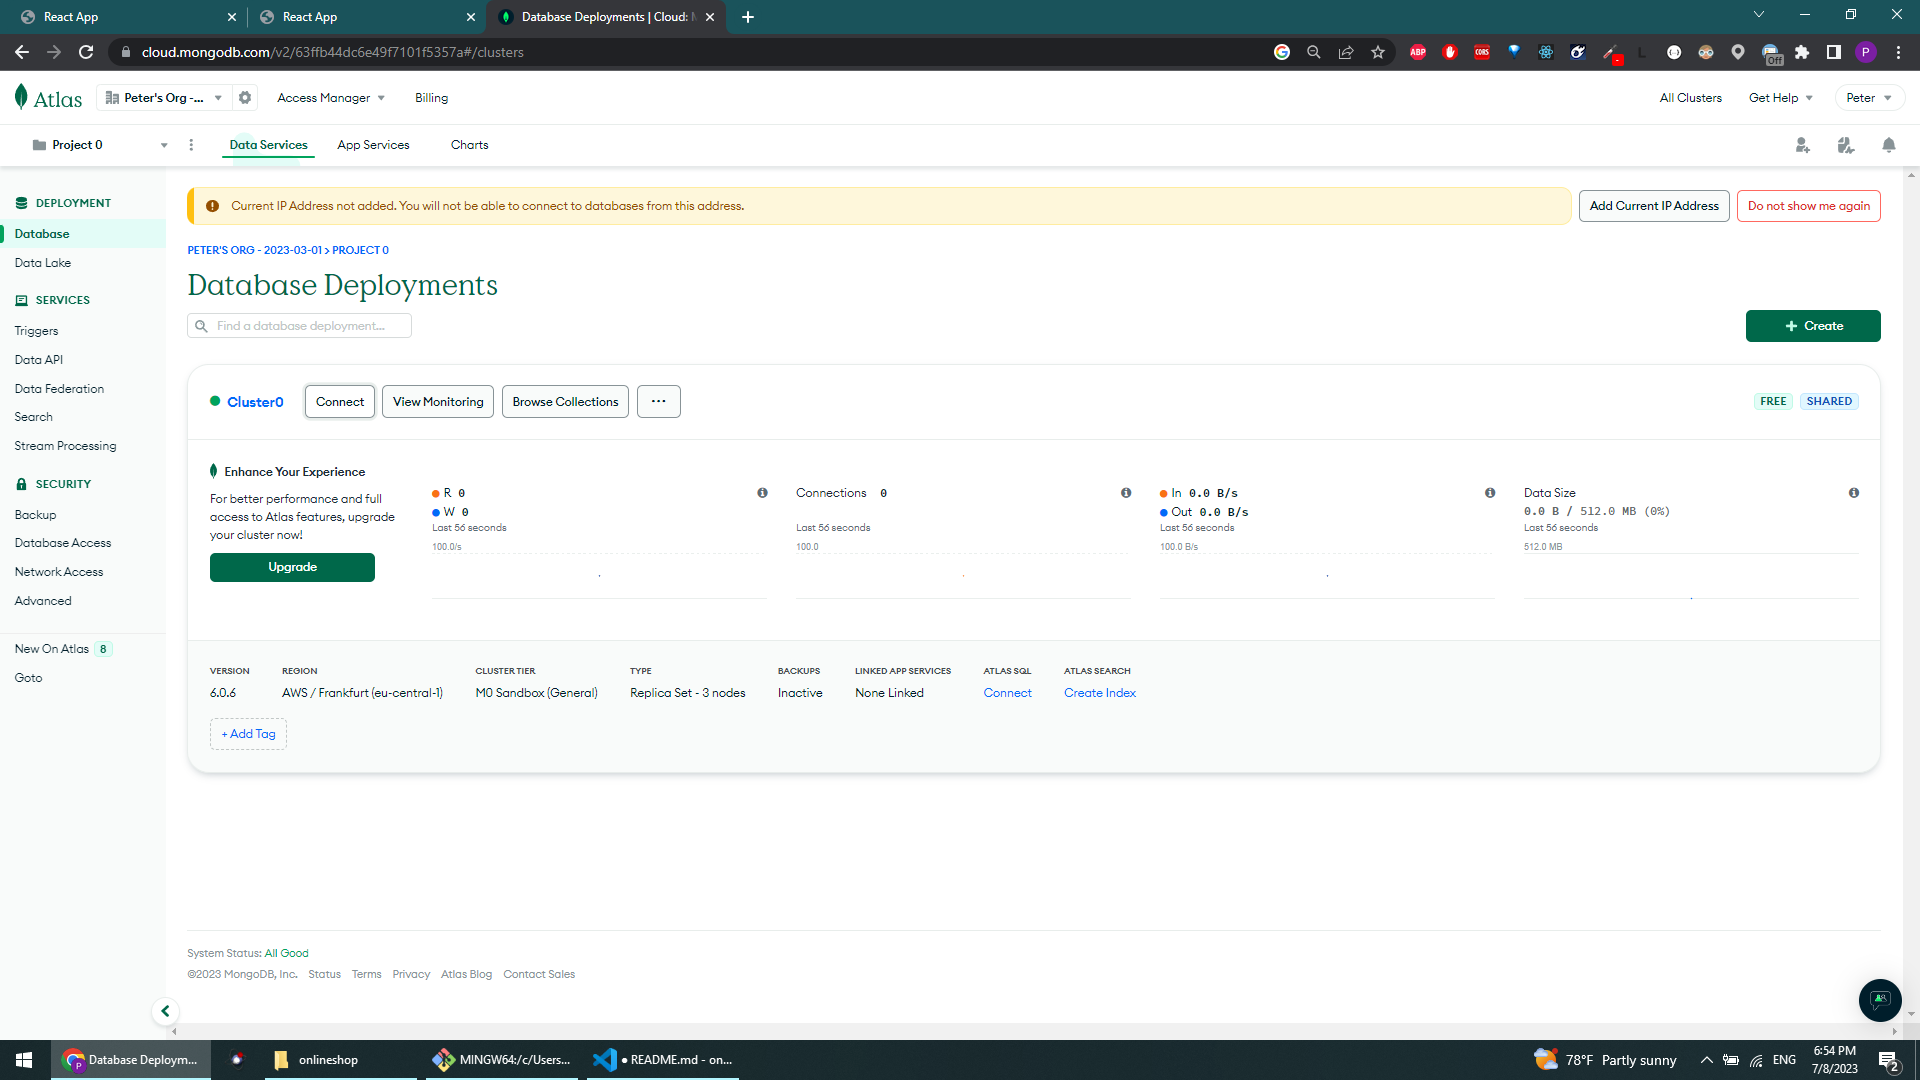 React App
React App
Database Deployments | Cloud: M
cloud.mongodb.com/v2/63ffb44dc6e49f7101f5357a#/clusters
ABP
CORS
Off
P
Atlas
Peter's Org -...
Access Manager
Billing
All Clusters
Get Help
Peter
Project 0
Data Services
App Services
Charts
DEPLOYMENT
Database
Data Lake
SERVICES
Triggers
Data API
Data Federation
Search
Stream Processing
SECURITY
Backup
Database Access
Network Access
Advanced
New On Atlas 8
Goto
Current IP Address not added. You will not be able to connect to databases from this address.
Add Current IP Address
Do not show me again
PETER'S ORG - 2023-03-01 > PROJECT 0
Database Deployments
Find a database deployment...
+ Create
Cluster0
Connect
View Monitoring
Browse Collections
...
FREE
SHARED
Enhance Your Experience
For better performance and full
access to Atlas features, upgrade
your cluster now!
Upgrade
R 0
W 0
Last 56 seconds
100.0/s
Connections 0
Last 56 seconds
100.0
In 0.0 B/s
Out 0.0 B/s
Last 56 seconds
100.0 B/s
Data Size
0.0 B / 512.0 MB (0%)
Last 56 seconds
512.0 MB
VERSION
6.0.6
REGION
AWS / Frankfurt (eu-central-1)
CLUSTER TIER
M0 Sandbox (General)
TYPE
Replica Set - 3 nodes
BACKUPS
Inactive
LINKED APP SERVICES
None Linked
ATLAS SQL
Connect
ATLAS SEARCH
Create Index
+ Add Tag
System Status: All Good
©2023 MongoDB, Inc. Status Terms Privacy Atlas Blog Contact Sales
Database Deploym...
onlineshop
MINGW64:/c/Users...
● README.md - on...
78°F Partly sunny
ENG
6:54 PM
7/8/2023
2